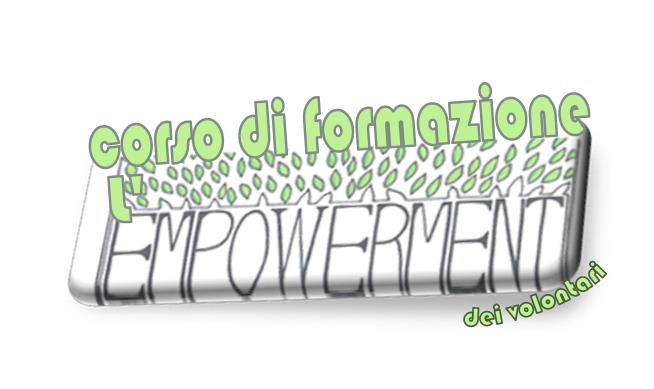 corso di formazione
L'
EMPOWERMENT
dei volontari